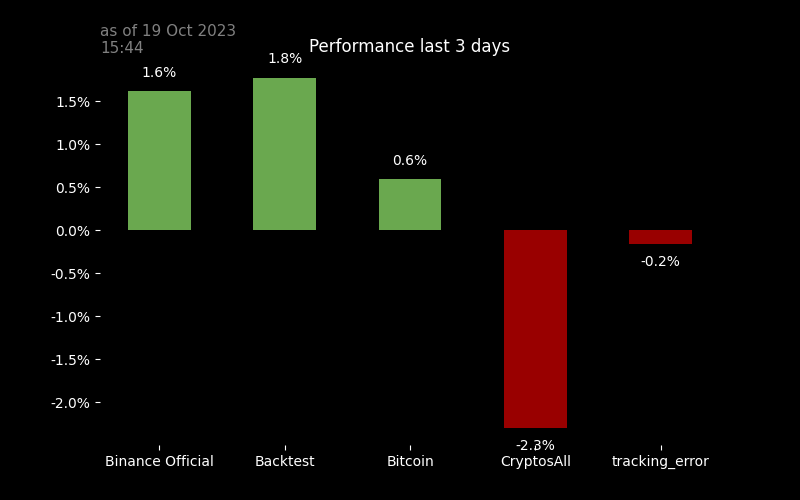 as of 19 Oct 2023
15:44
Performance last 3 days
1.6%
1.8%
0.6%
-2.3%
-0.2%
1.5%
1.0%
0.5%
0.0%
-0.5%
-1.0%
-1.5%
-2.0%
Binance Official
Backtest
Bitcoin
CryptosAll
tracking_error